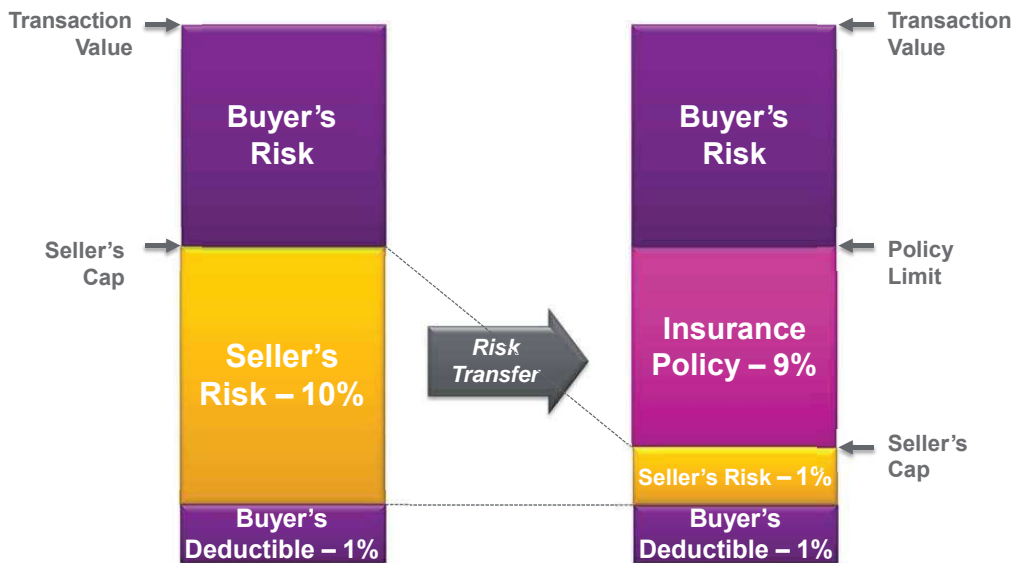 Transaction
Value
Buyer's
Risk
Seller's
Cap
Seller's
Risk – 10%
Buyer's
Deductible – 1%
Risk
Transfer
Transaction
Value
Buyer's
Risk
Policy
Limit
Insurance
Policy – 9%
Seller's
Cap
Seller's Risk – 1%
Buyer's
Deductible – 1%